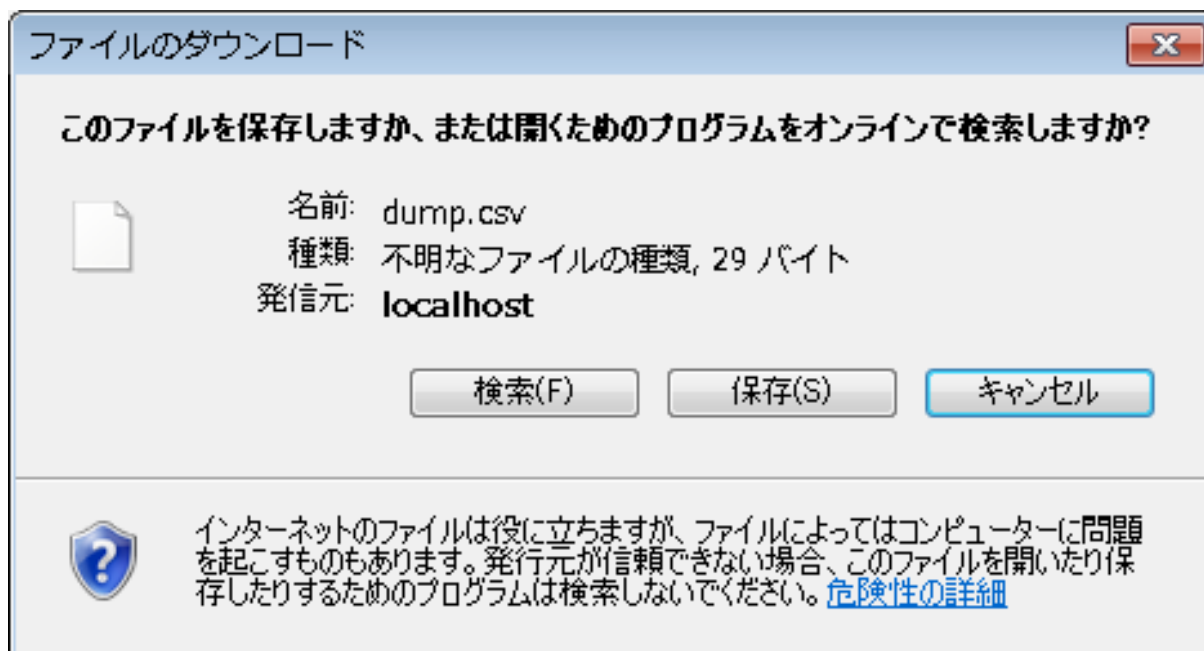 ファイルのダウンロード
このファイルを保存しますか、または開くためのプログラムをオンラインで検索しますか?
名前: dump.csv
種類: 不明なファイルの種類, 29 バイト
発信元: localhost
検索(F) 保存(S) キャンセル
インターネットのファイルは役に立ちますが、ファイルによってはコンピューターに問題
を起こすものもあります。発行元が信頼できない場合、このファイルを開いたり保
存したりするためのプログラムは検索しないでください。危険性の詳細